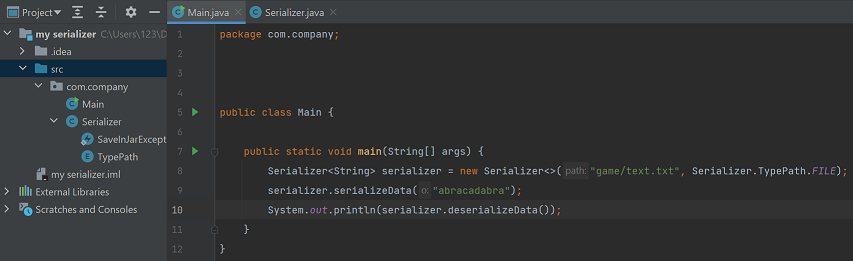 Project
Main.java
Serializer.java
my serializer C:\Users\123\D
.idea
src
com.company
Main
Serializer
SaveInJarExcept
TypePath
my serializer.iml
External Libraries
Scratches and Consoles
1 package com.company;
2
3
4
5 public class Main {
6
7 public static void main(String[] args) {
8 Serializer<String> serializer = new Serializer<>( path: "game/text.txt", Serializer.TypePath.FILE);
9 serializer.serializeData( o: "abracadabra");
10 System.out.println(serializer.deserializeData());
11 }
12 }